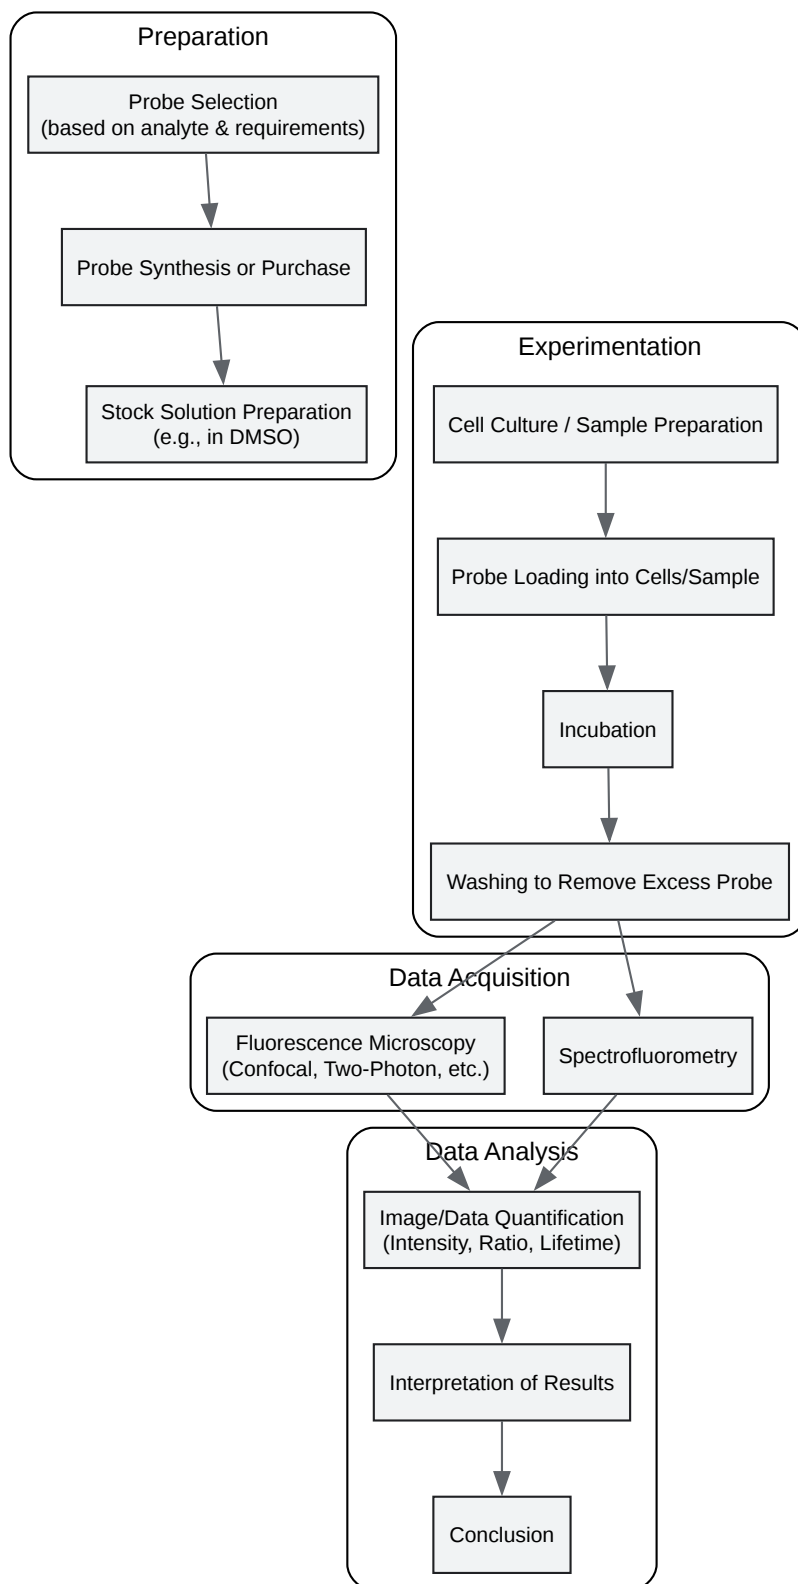 Preparation
Probe Selection
(based on analyte & requirements)
Probe Synthesis or Purchase
Stock Solution Preparation
(e.g., in DMSO)
Experimentation
Cell Culture / Sample Preparation
Probe Loading into Cells/Sample
Incubation
Washing to Remove Excess Probe
Data Acquisition
Fluorescence Microscopy
(Confocal, Two-Photon, etc.)
Spectrofluorometry
Data Analysis
Image/Data Quantification
(Intensity, Ratio, Lifetime)
Interpretation of Results
Conclusion